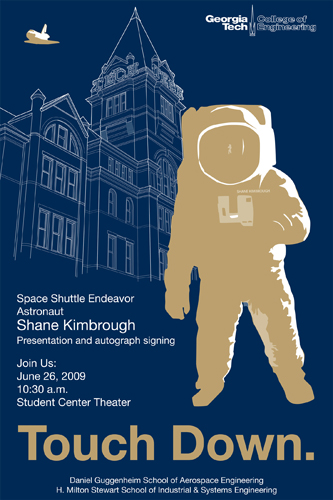 Georgia Tech
College of Engineering
Space Shuttle Endeavor
Astronaut
Shane Kimbrough
Presentation and autograph signing
Join Us:
June 26, 2009
10:30 a.m.
Student Center Theater
Touch Down.
Daniel Guggenheim School of Aerospace Engineering
H. Milton Stewart School of Industrial & Systems Engineering